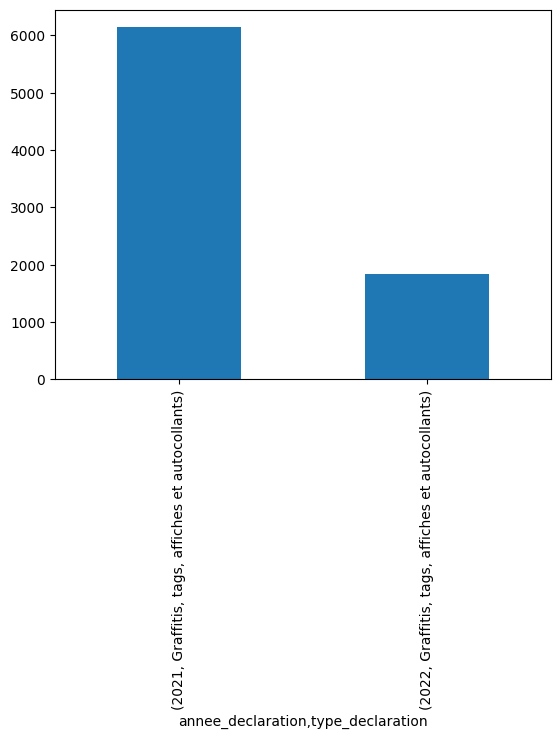 6000
5000
4000
3000
2000
1000
0
(2021, Graffitis, tags, affiches et autocollants)
(2022, Graffitis, tags, affiches et autocollants)
annee_declaration,type_declaration